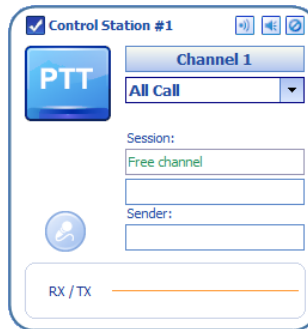 Control Station #1
PTT
Channel 1
All Call
Session:
Free channel
Sender:
RX / TX